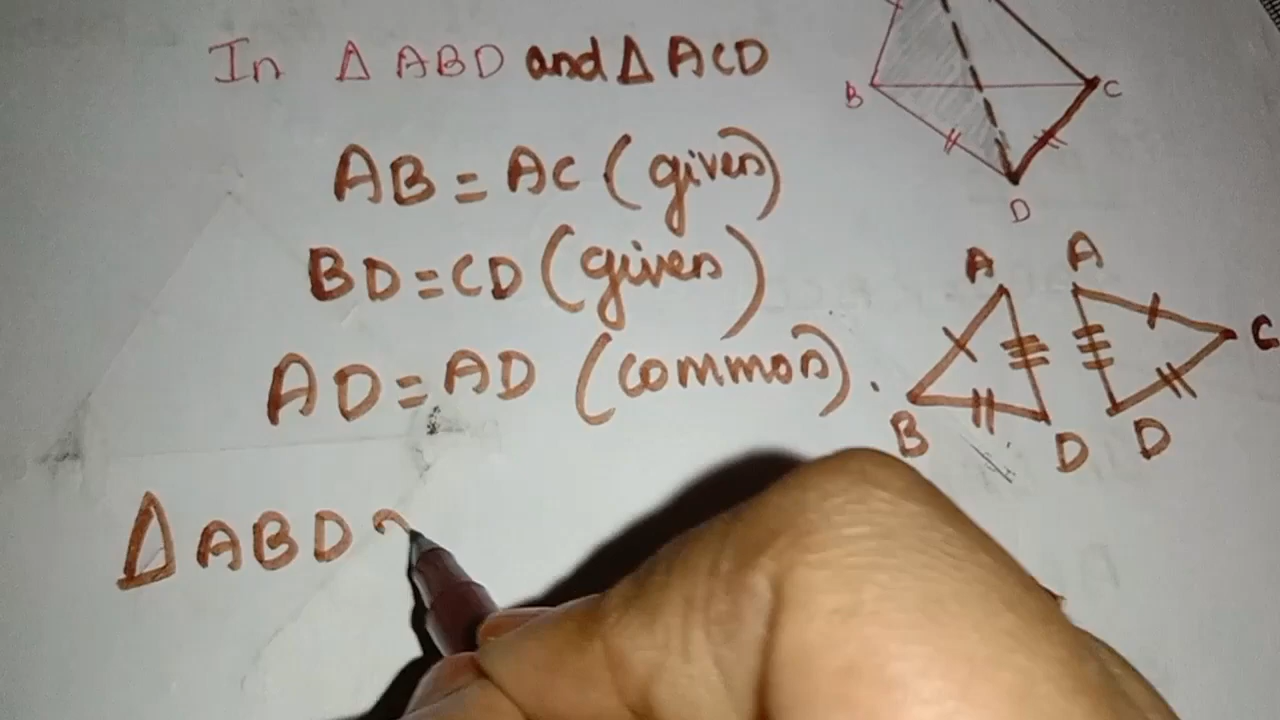 In Δ ABD and Δ ACD
B
C
AB = AC (given)
D
BD = CD (given)
A
A
C
AD = AD (common).
B
D
D
Δ ABD ~